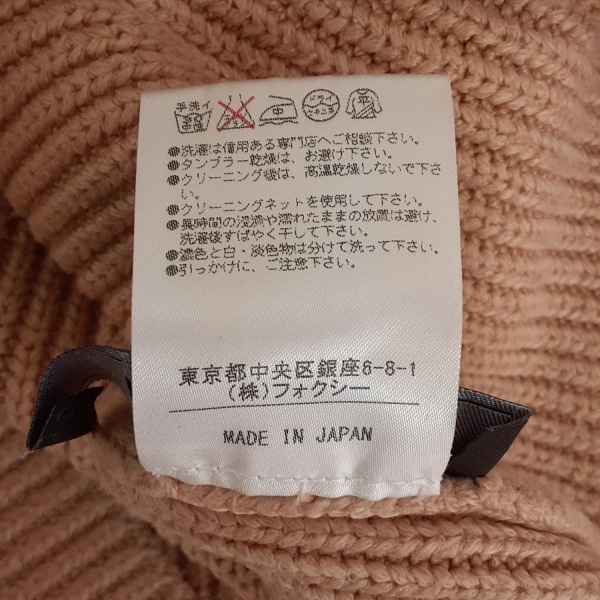 手洗イ
中
ドライ
平
●洗濯は信用ある専門店へご相談下さい。
●タンブラー乾燥は、お避け下さい。
●クリーニング後は、高温乾燥しないで下さ
い。
●クリーニングネットを使用して下さい。
●長時間の浸漬や濡れたままの放置は避け、
洗濯後すばやく干して下さい。
●濃色と白・淡色物は分けて洗って下さい。
●引っかけに、ご注意下さい。
東京都中央区銀座6-8-1
(株)フォクシー
MADE IN JAPAN